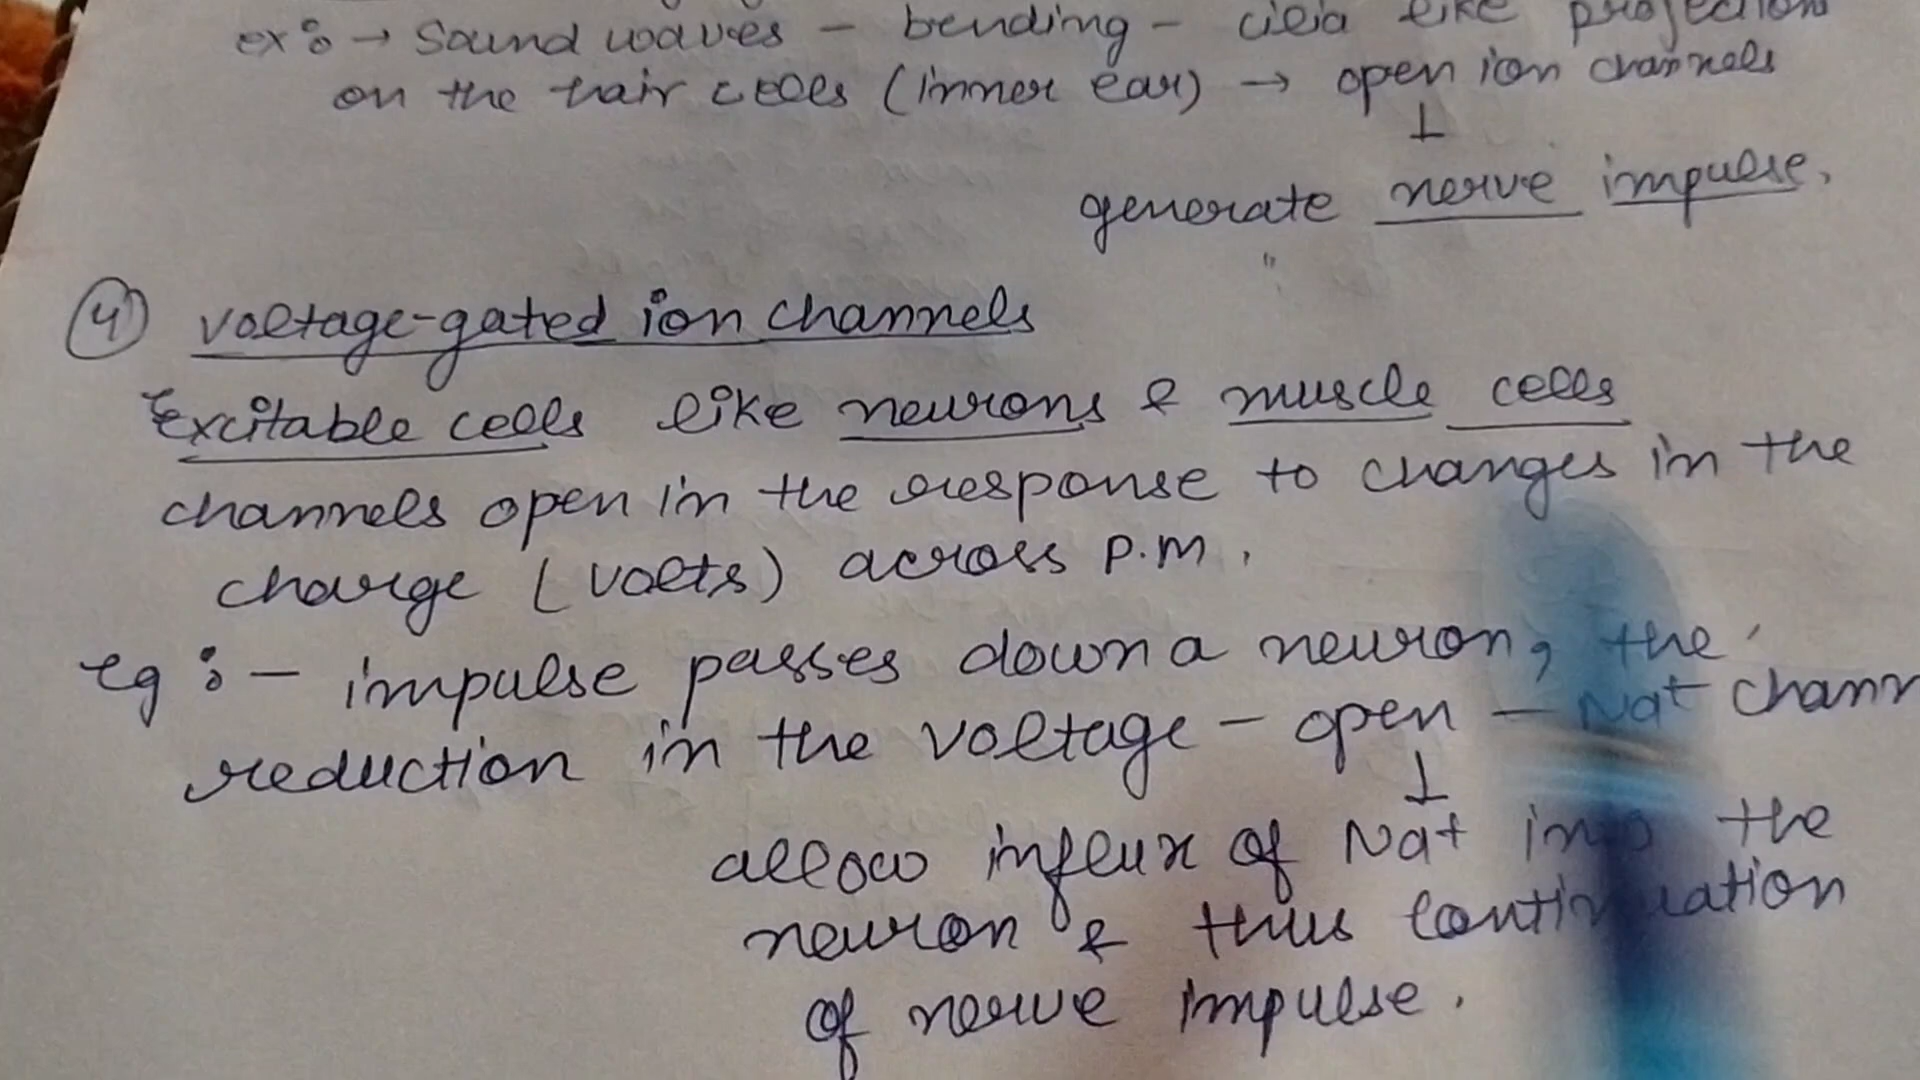 ex:→ Sound waves - bending - cilia like projections
on the hair cells (inner ear) → open ion channels
↓
generate nerve impulse.
④ voltage-gated ion channels
Excitable cells like neurons & muscle cells
channels open in the response to changes in the
charge (volts) across P.M.
eg :- impulse passes down a neuron, the
reduction in the voltage - open - Na+ chann
↓
allow influx of Na+ into the
neuron & thus continuation
of nerve impulse.